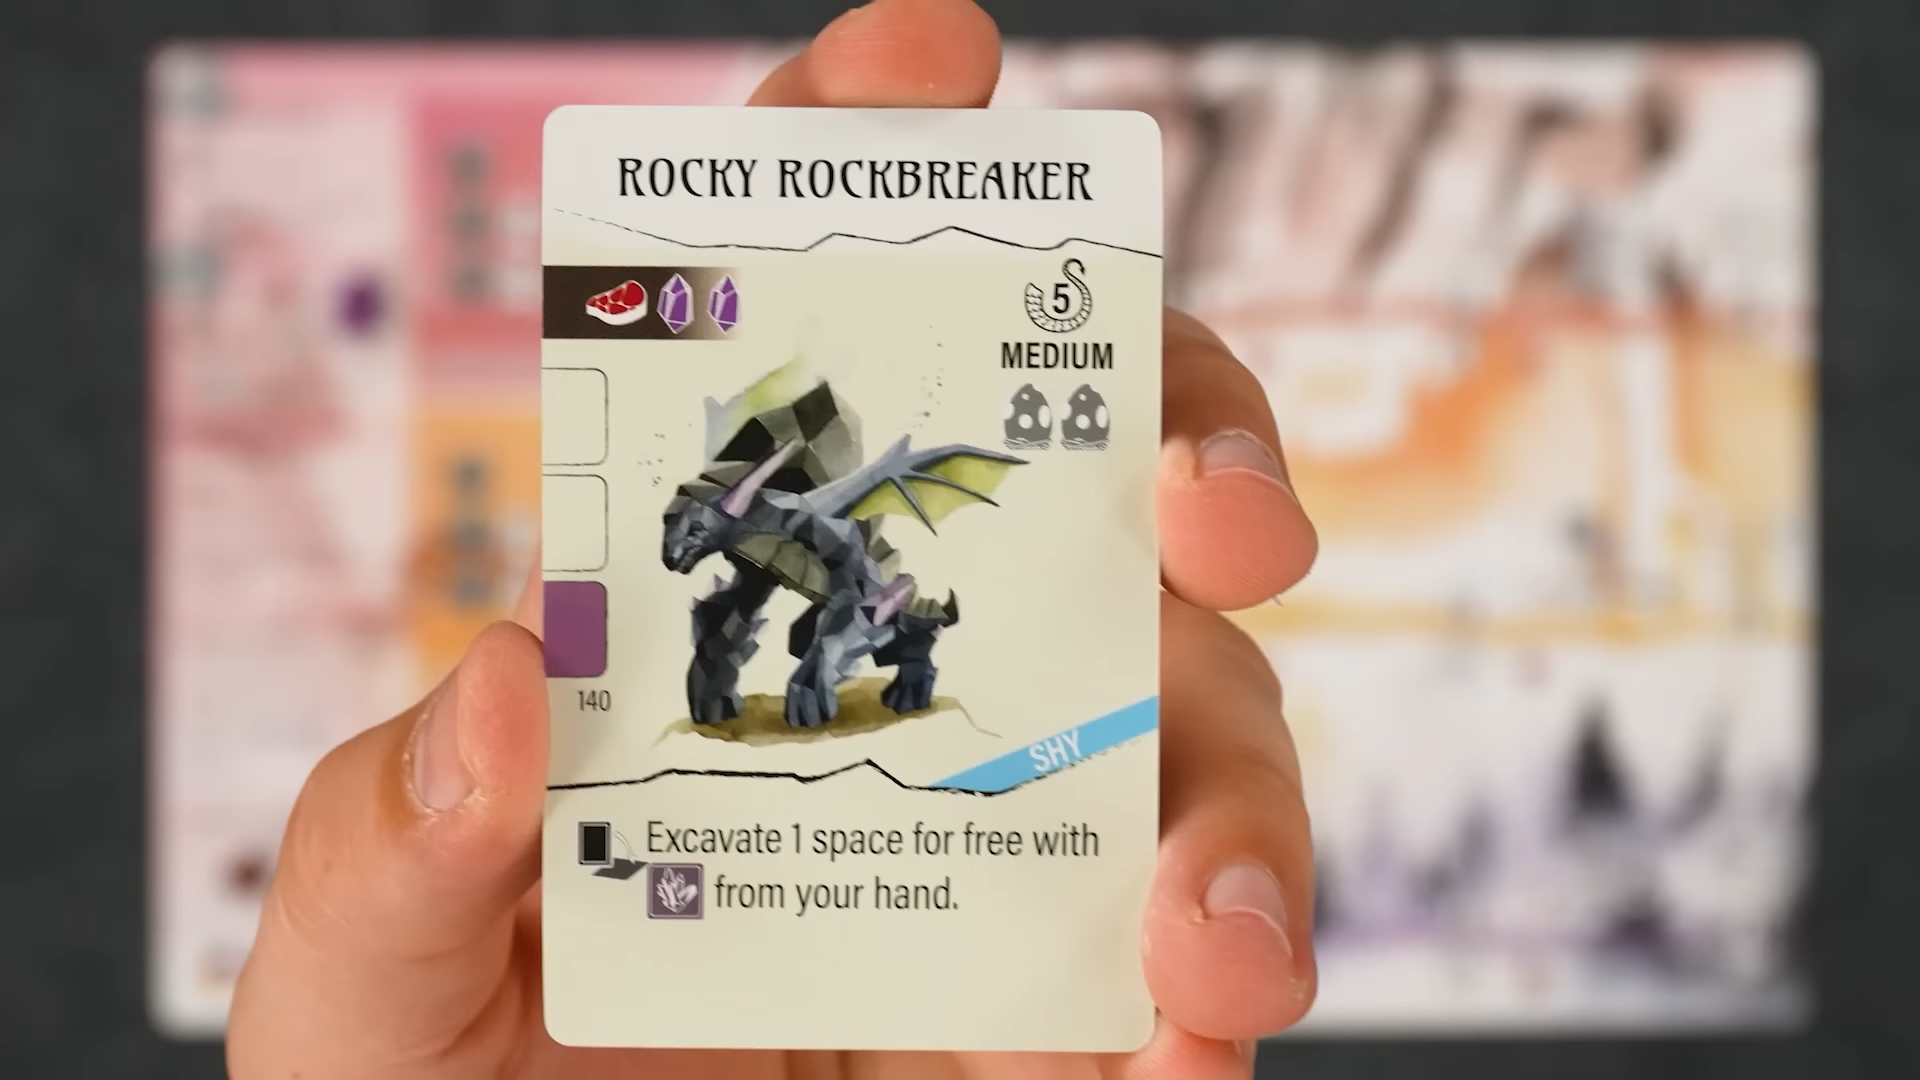 ROCKY ROCKBREAKER
5
MEDIUM
140
SHY
Excavate 1 space for free with
from your hand.